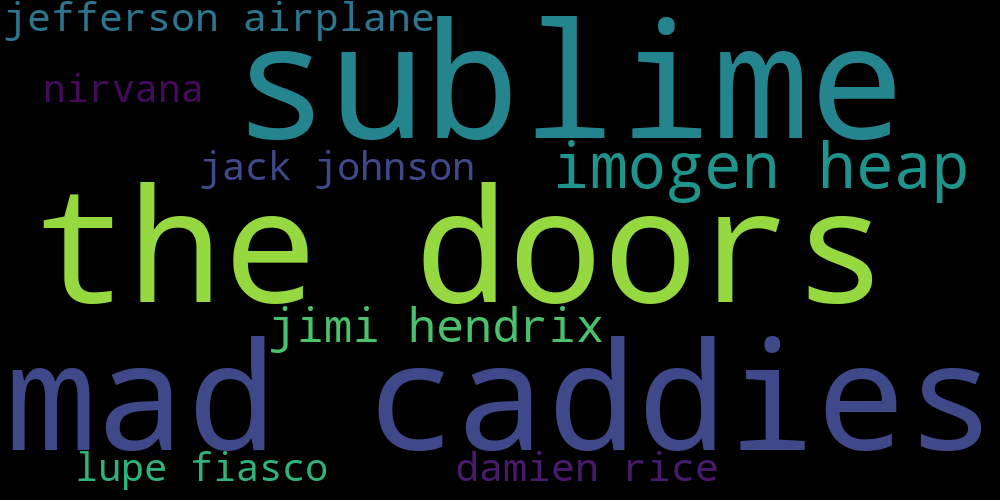 jefferson airplane
sublime
nirvana
imogen heap
jack johnson
the doors
jimi hendrix
mad caddies
lupe fiasco
damien rice